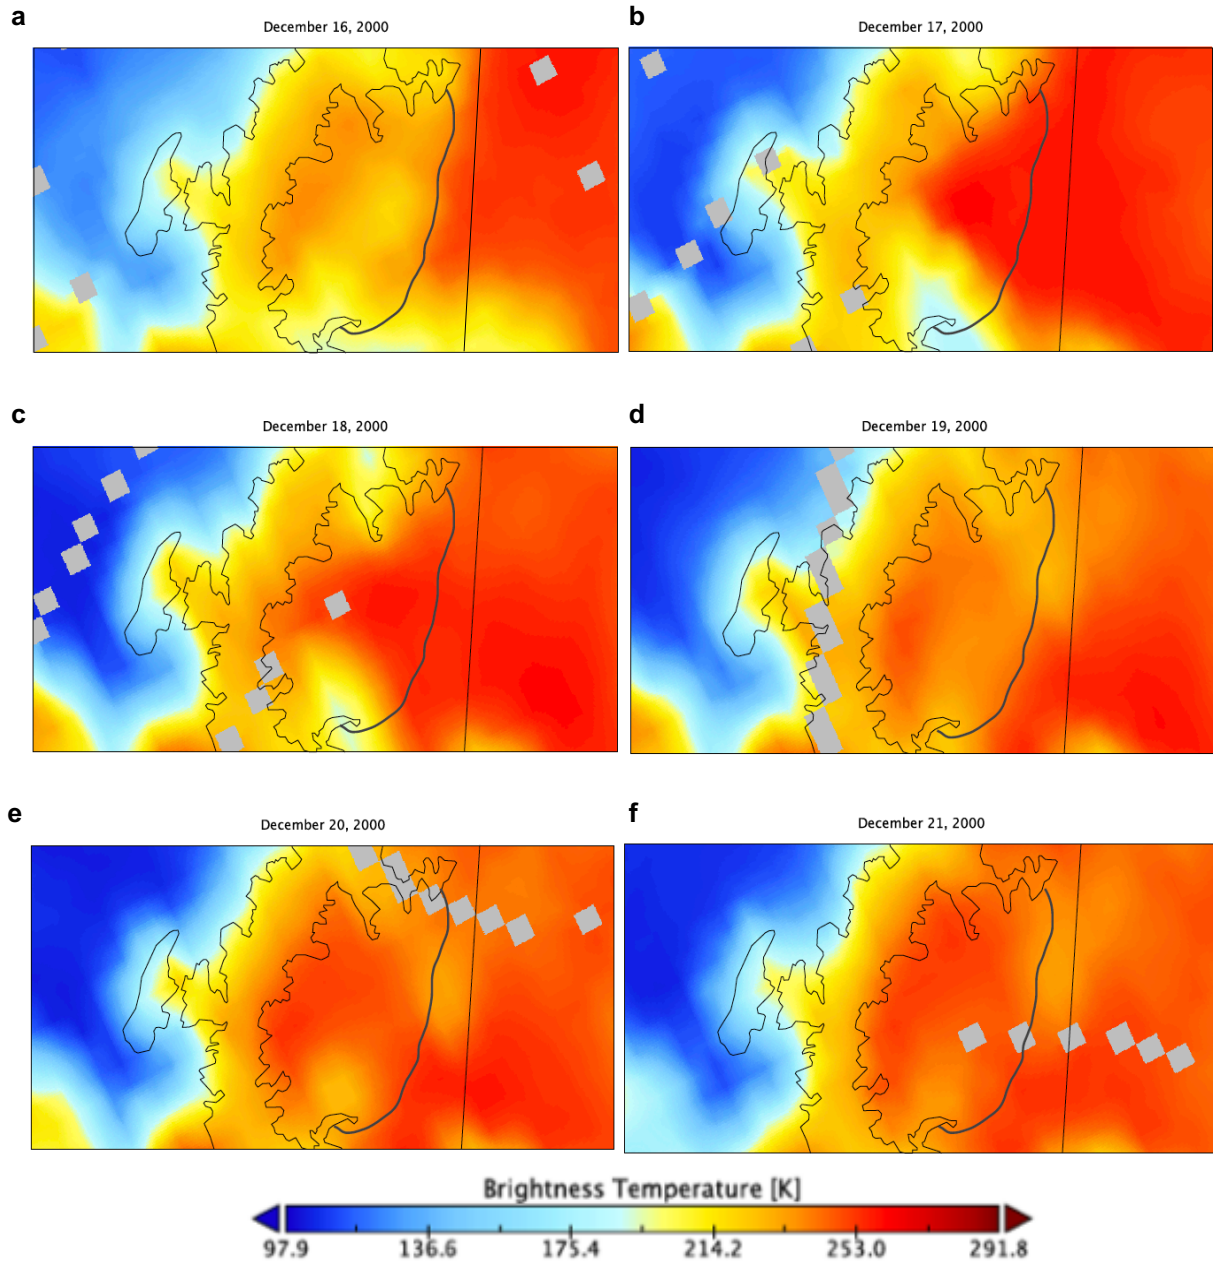 a
December 16, 2000
b
December 17, 2000
c
December 18, 2000
d
December 19, 2000
e
December 20, 2000
f
December 21, 2000
Brightness Temperature [K]
97.9 136.6 175.4 214.2 253.0 291.8